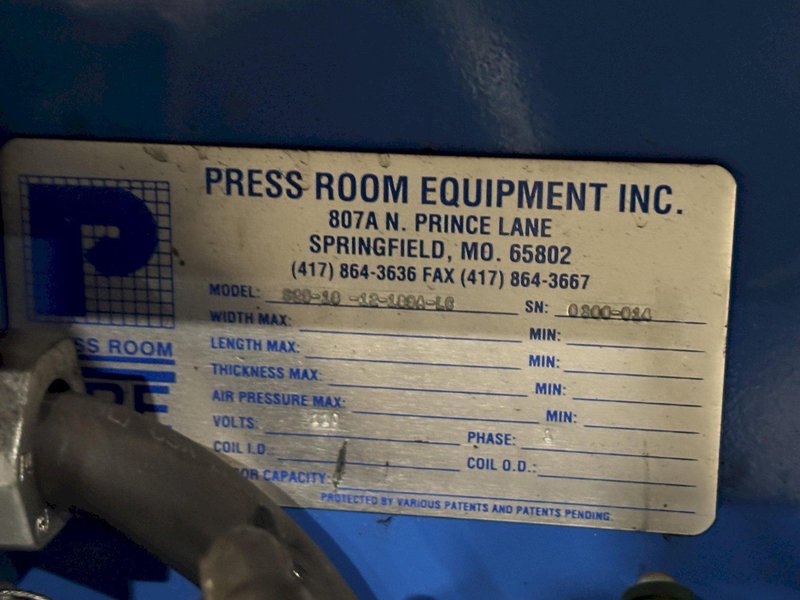 PRESS ROOM EQUIPMENT INC.
807A N. PRINCE LANE
SPRINGFIELD, MO. 65802
(417) 864-3636 FAX (417) 864-3667
MODEL: SN:
WIDTH MAX: MIN:
LENGTH MAX: MIN:
THICKNESS MAX: MIN:
AIR PRESSURE MAX: MIN:
VOLTS: PHASE:
COIL I.D. COIL O.D.:
CAPACITY:
PROTECTED BY VARIOUS PATENTS AND PATENTS PENDING.
P
SS ROOM